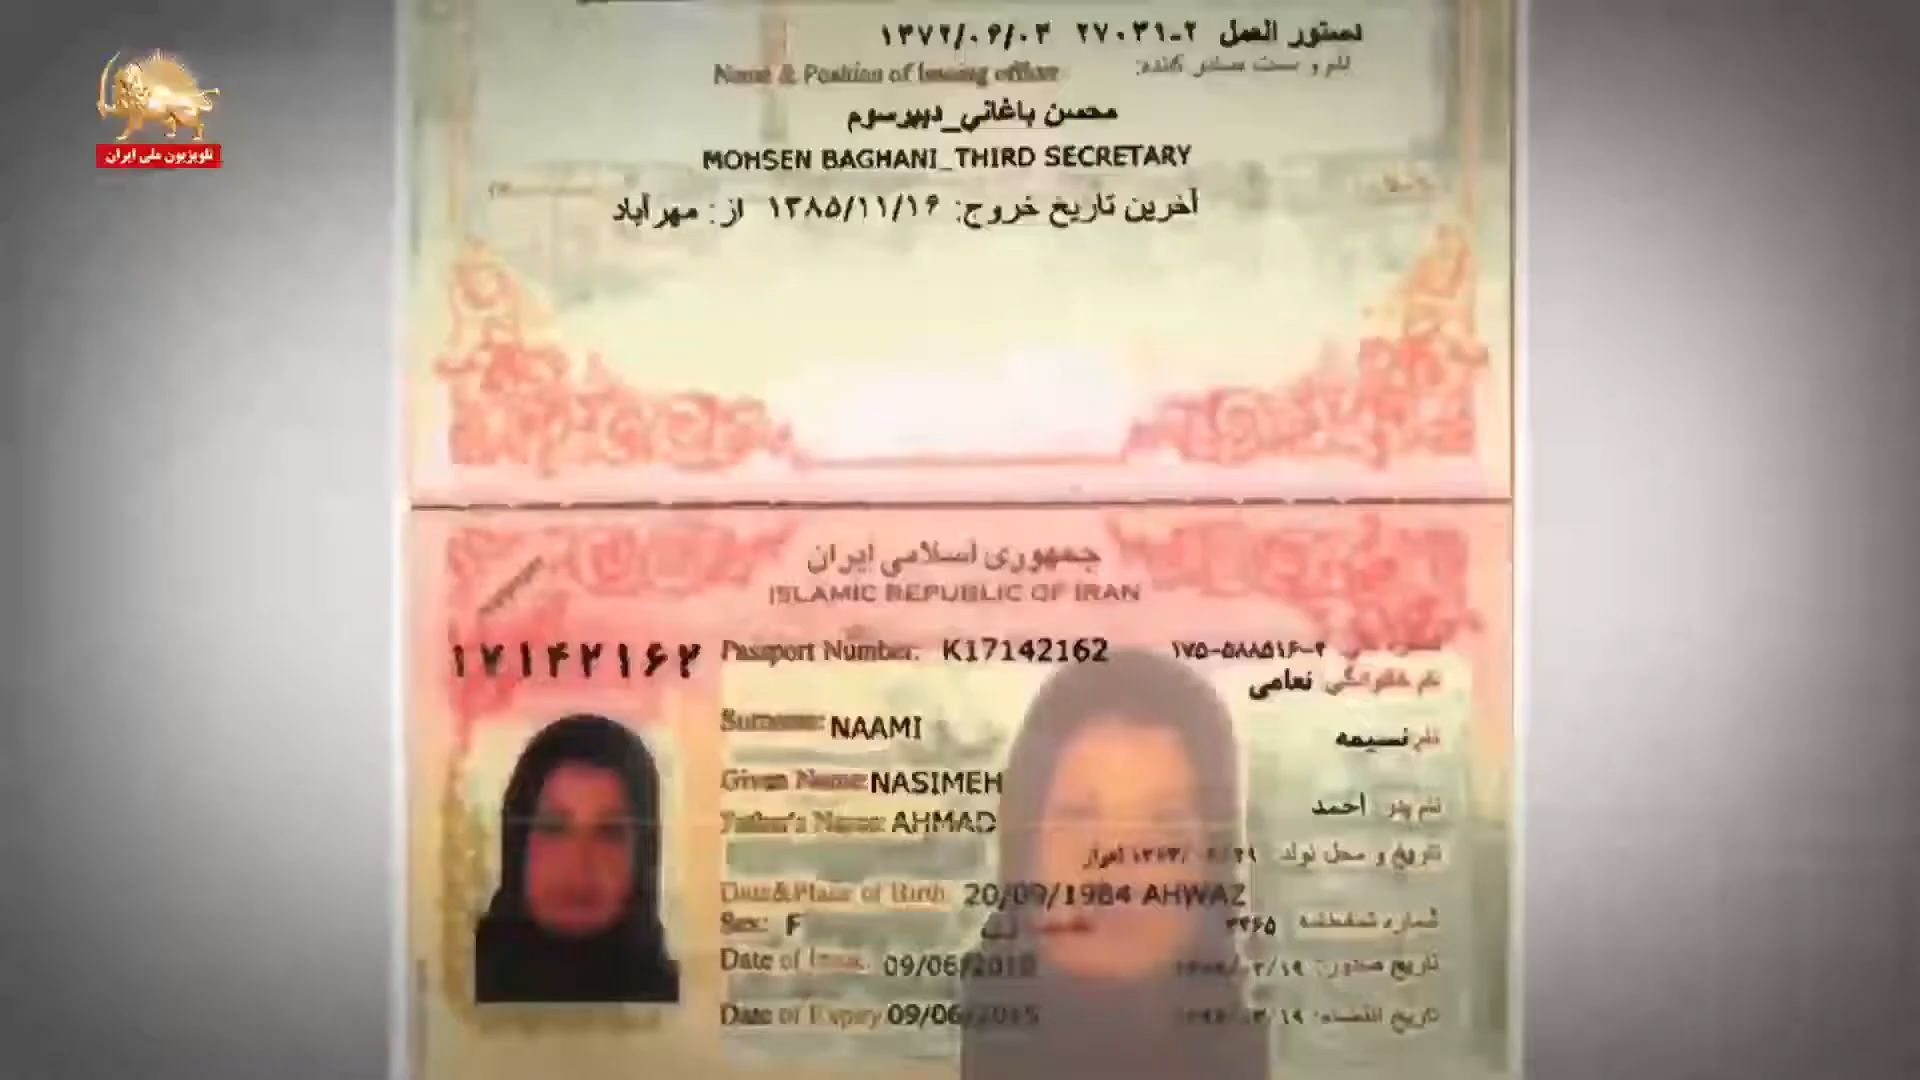 تلویزیون ملی ایران
دستور العمل ۲-۲۷۰۳۱ ۱۳۷۲/۰۶/۰۳
Name & Position of Issuing officer
نام و سمت صادر کننده:
محسن باغانی_دبیرسوم
MOHSEN BAGHANI_THIRD SECRETARY
آخرین تاریخ خروج: ۱۳۸۵/۱۱/۱۶ از: مهرآباد
جمهوری اسلامی ایران
ISLAMIC REPUBLIC OF IRAN
۱۷۱۴۲۱۶۲
Passport Number: K17142162
نام خانوادگی نعامی
Surname: NAAMI
نام نسیمه
Given Name: NASIMEH
نام پدر احمد
Father's Name: AHMAD
تاریخ و محل تولد
اهواز
Date&Place of Birth 20/09/1984 AHWAZ
شماره شناسنامه
Sex: F
تاریخ صدور:
Date of Issue: 09/06/2010
تاریخ انقضاء:
Date of Expiry 09/06/2015